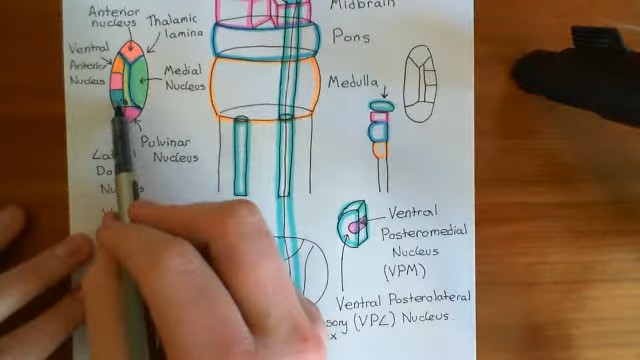 Anterior
nucleus
Thalamic
lamina
Ventral
Anterior
Nucleus
Medial
Nucleus
Pulvinar
Nucleus
Midbrain
Pons
Medulla
Ventral
Posteromedial
Nucleus
(VPM)
Ventral Posterolateral
(VPL) Nucleus.